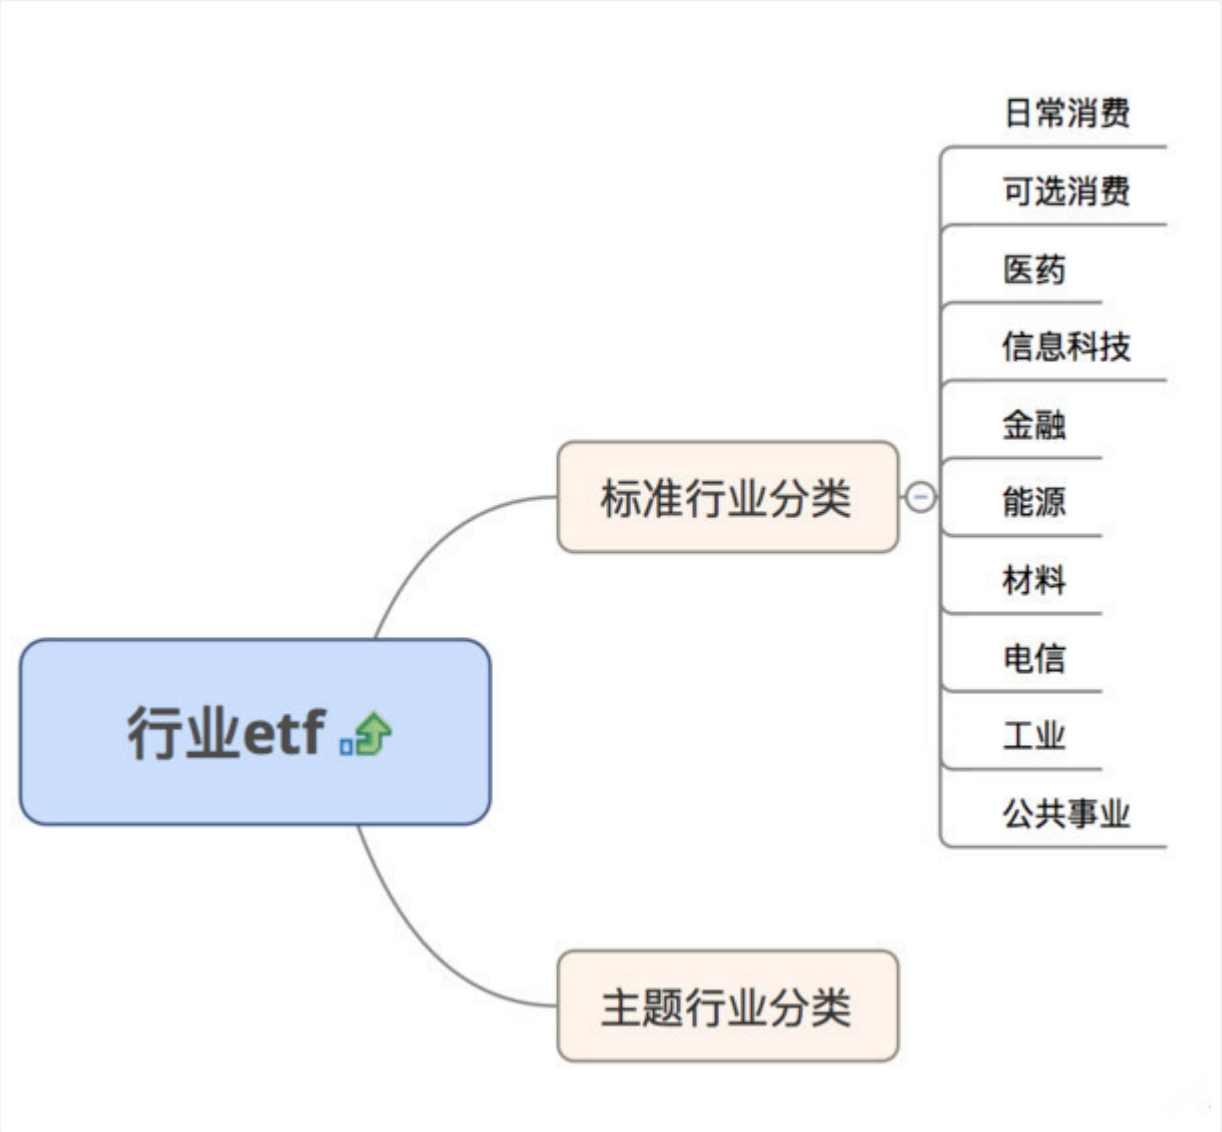 日常消费
可选消费
医药
信息科技
金融
标准行业分类
能源
材料
电信
行业etf
工业
公共事业
主题行业分类